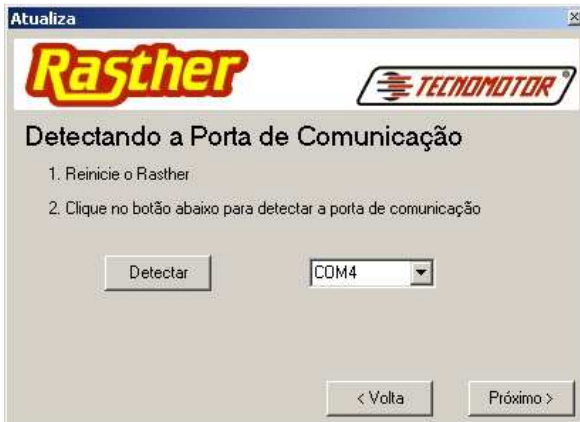 Atualiza
Rasther
TECNOMOTOR
Detectando a Porta de Comunicação
1. Reinicie o Rasther
2. Clique no botão abaixo para detectar a porta de comunicação
Detectar
COM4
< Volta
Próximo >